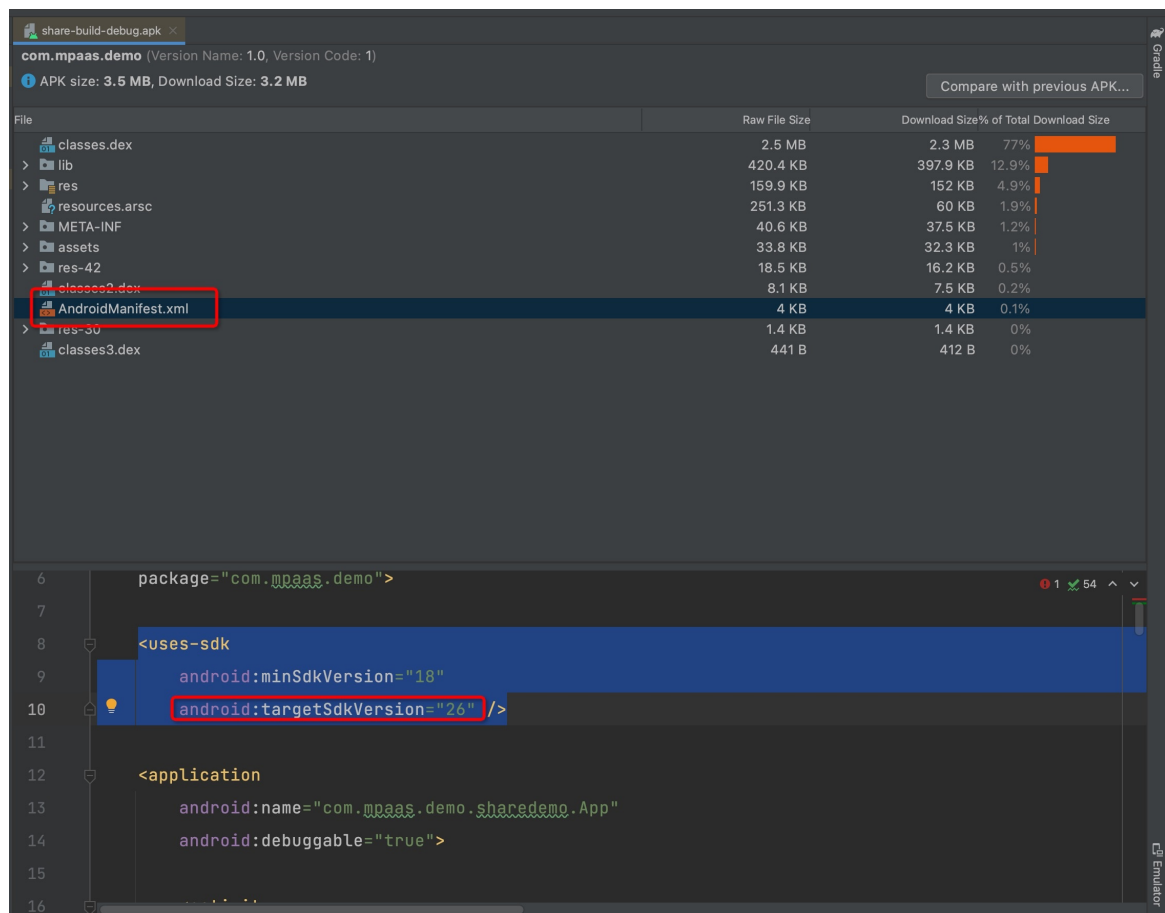 share-build-debug.apk
com.mpaas.demo (Version Name: 1.0, Version Code: 1)
APK size: 3.5 MB, Download Size: 3.2 MB
Compare with previous APK...
File Raw File Size Download Size % of Total Download Size
classes.dex 2.5 MB 2.3 MB 77%
lib 420.4 KB 397.9 KB 12.9%
res 159.9 KB 152 KB 4.9%
resources.arsc 251.3 KB 60 KB 1.9%
META-INF 40.6 KB 37.5 KB 1.2%
assets 33.8 KB 32.3 KB 1%
res-42 18.5 KB 16.2 KB 0.5%
classes2.dex 8.1 KB 7.5 KB 0.2%
AndroidManifest.xml 4 KB 4 KB 0.1%
res-30 1.4 KB 1.4 KB 0%
classes3.dex 441 B 412 B 0%
6 package="com.mpaas.demo"> 1 54
7
8 <uses-sdk
9 android:minSdkVersion="18"
10 android:targetSdkVersion="26" />
11
12 <application
13 android:name="com.mpaas.demo.sharedemo.App"
14 android:debuggable="true">
15
16
Gradle
Emulator